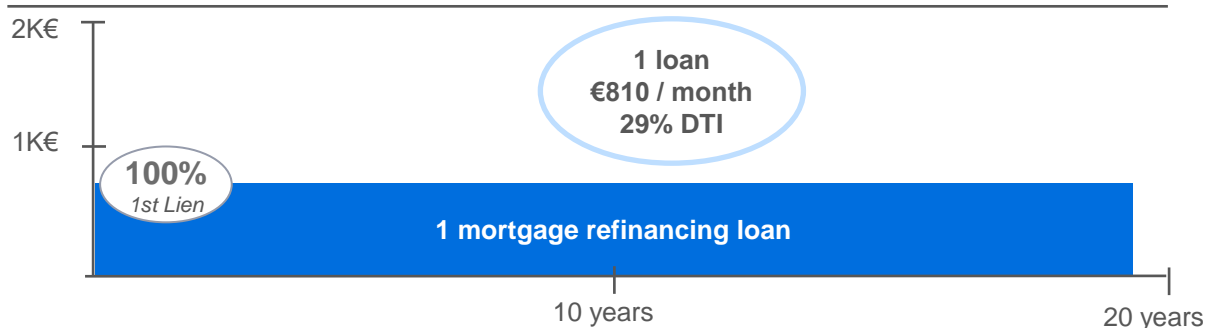 2K€
1 loan
€810 / month
29% DTI
1K€
100%
1st Lien
1 mortgage refinancing loan
10 years
20 years